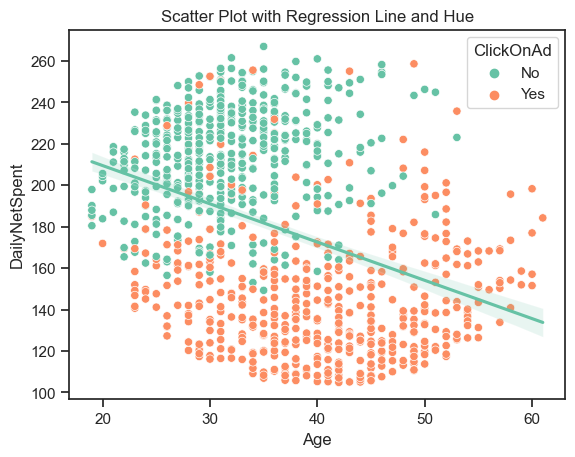 Scatter Plot with Regression Line and Hue
ClickOnAd
No
Yes
DailyNetSpent
260
240
220
200
180
160
140
120
100
20 30 40 50 60
Age